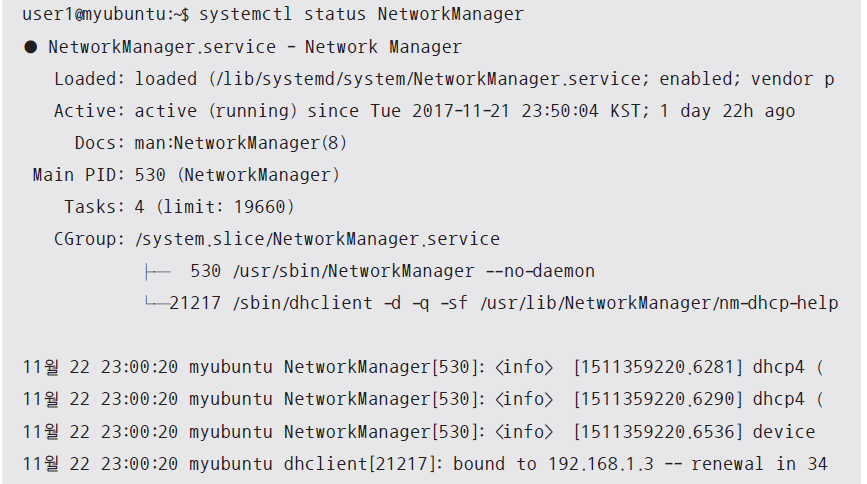 user1@myubuntu:~$ systemctl status NetworkManager
● NetworkManager.service - Network Manager
Loaded: loaded (/lib/systemd/system/NetworkManager.service; enabled; vendor p
Active: active (running) since Tue 2017-11-21 23:50:04 KST; 1 day 22h ago
Docs: man:NetworkManager(8)
Main PID: 530 (NetworkManager)
Tasks: 4 (limit: 19660)
CGroup: /system.slice/NetworkManager.service
├── 530 /usr/sbin/NetworkManager --no-daemon
└──21217 /sbin/dhclient -d -q -sf /usr/lib/NetworkManager/nm-dhcp-help
11월 22 23:00:20 myubuntu NetworkManager[530]: <info> [1511359220.6281] dhcp4 (
11월 22 23:00:20 myubuntu NetworkManager[530]: <info> [1511359220.6290] dhcp4 (
11월 22 23:00:20 myubuntu NetworkManager[530]: <info> [1511359220.6536] device
11월 22 23:00:20 myubuntu dhclient[21217]: bound to 192.168.1.3 -- renewal in 34